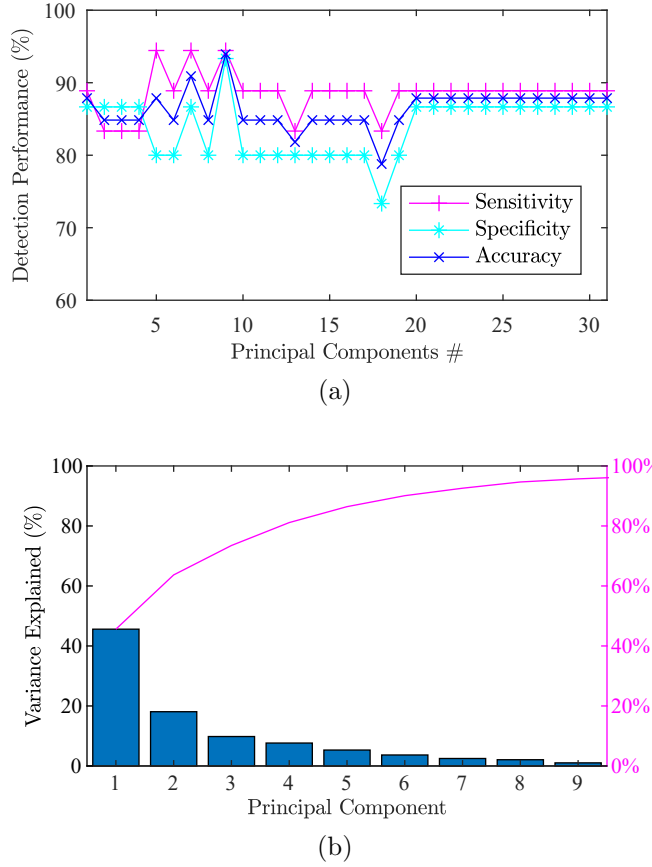 100
90
80
70
60
Detection Performance (%)
Sensitivity
Specificity
Accuracy
5 10 15 20 25 30
Principal Components #
(a)
100
80
60
40
20
0
Variance Explained (%)
100%
80%
60%
40%
20%
0%
1 2 3 4 5 6 7 8 9
Principal Component
(b)